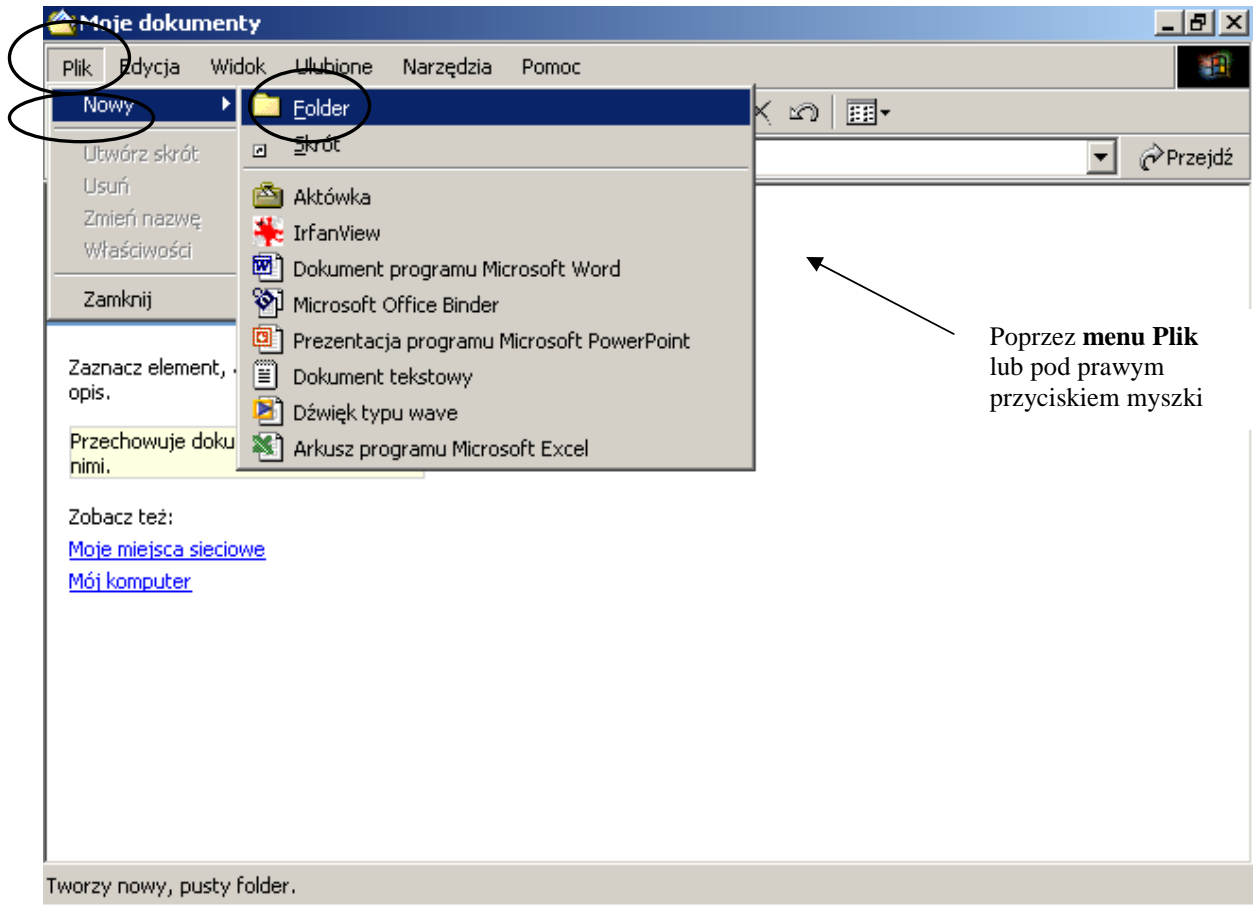 Moje dokumenty
Plik Edycja Widok Ulubione Narzędzia Pomoc
Nowy
Utwórz skrót
Usuń
Zmień nazwę
Właściwości
Zamknij
Folder
Skrót
Aktówka
IrfanView
Dokument programu Microsoft Word
Microsoft Office Binder
Prezentacja programu Microsoft PowerPoint
Dokument tekstowy
Dźwięk typu wave
Arkusz programu Microsoft Excel
Przejdź
Poprzez menu Plik
lub pod prawym
przyciskiem myszki
Zaznacz element,
opis.
Przechowuje doku
nimi.
Zobacz też:
Moje miejsca sieciowe
Mój komputer
Tworzy nowy, pusty folder.